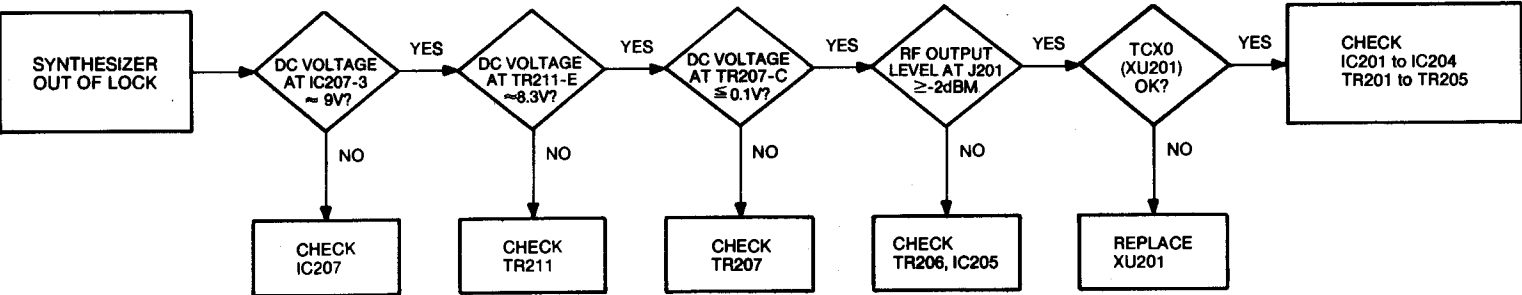 SYNTHESIZER
OUT OF LOCK
DC VOLTAGE
AT IC207-3
≈ 9V?
YES
NO
CHECK
IC207
DC VOLTAGE
AT TR211-E
≈8.3V?
YES
NO
CHECK
TR211
DC VOLTAGE
AT TR207-C
≦ 0.1V?
YES
NO
CHECK
TR207
RF OUTPUT
LEVEL AT J201
≥-2dBM
YES
NO
CHECK
TR206, IC205
TCX0
(XU201)
OK?
YES
NO
REPLACE
XU201
CHECK
IC201 to IC204
TR201 to TR205